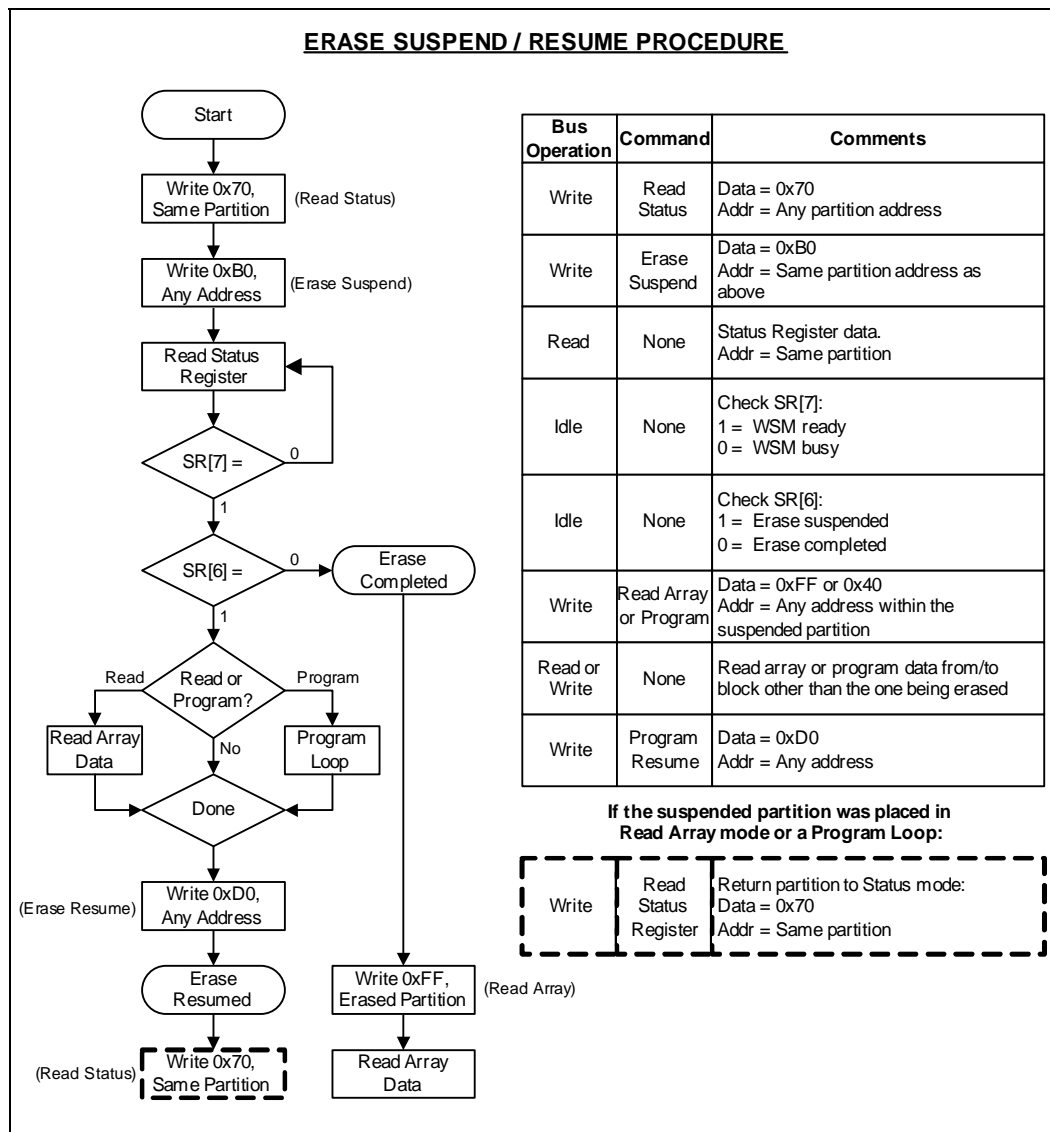 ERASE SUSPEND / RESUME PROCEDURE
Start
Write 0x70,
Same Partition
(Read Status)
Write 0xB0,
Any Address
(Erase Suspend)
Read Status
Register
SR[7] =
0
1
SR[6] =
0
Erase
Completed
1
Read or
Program?
Read
Program
Read Array
Data
No
Program
Loop
Done
(Erase Resume)
Write 0xD0,
Any Address
Erase
Resumed
Write 0xFF,
Erased Partition
(Read Array)
(Read Status)
Write 0x70,
Same Partition
Read Array
Data
Bus
Operation
Command
Comments
Write
Read
Status
Data = 0x70
Addr = Any partition address
Write
Erase
Suspend
Data = 0xB0
Addr = Same partition address as
above
Read
None
Status Register data.
Addr = Same partition
Idle
None
Check SR[7]:
1 = WSM ready
0 = WSM busy
Idle
None
Check SR[6]:
1 = Erase suspended
0 = Erase completed
Write
Read Array
or Program
Data = 0xFF or 0x40
Addr = Any address within the
suspended partition
Read or
Write
None
Read array or program data from/to
block other than the one being erased
Write
Program
Resume
Data = 0xD0
Addr = Any address
If the suspended partition was placed in
Read Array mode or a Program Loop:
Write
Read
Status
Register
Return partition to Status mode:
Data = 0x70
Addr = Same partition